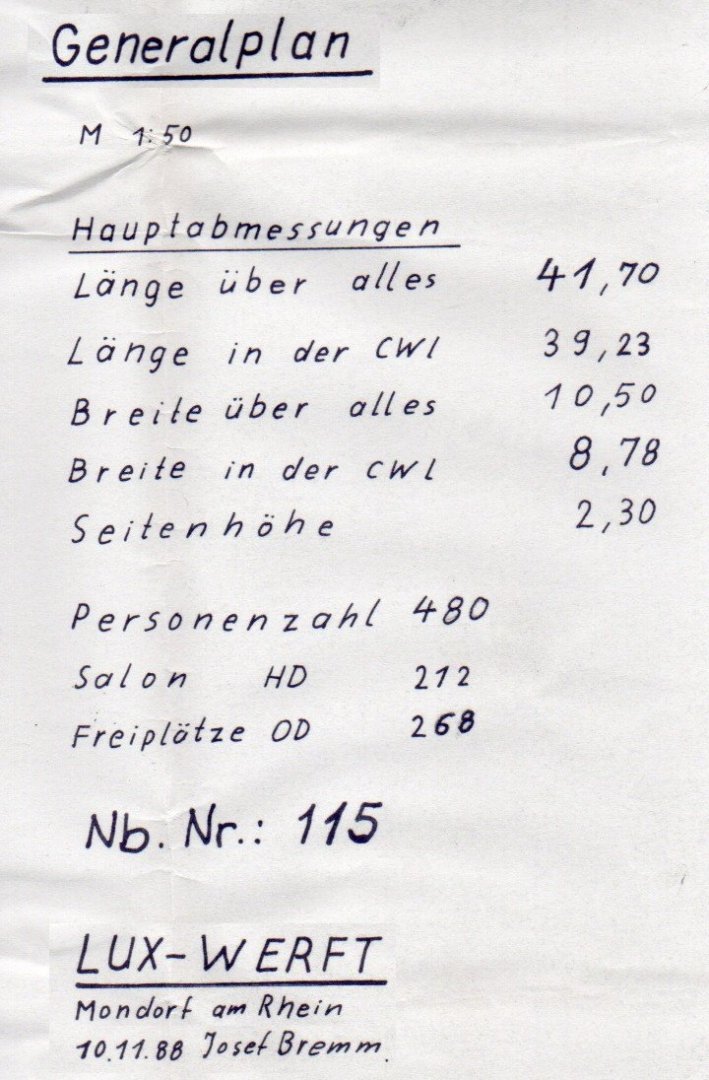 Generalplan
M 1:50
Hauptabmessungen
Länge über alles 41,70
Länge in der CWL 39,23
Breite über alles 10,50
Breite in der CWL 8,78
Seitenhöhe 2,30
Personenzahl 480
Salon HD 212
Freiplätze OD 268
Nb. Nr.: 115
LUX-WERFT
Mondorf am Rhein
10.11.88 Josef Bremm